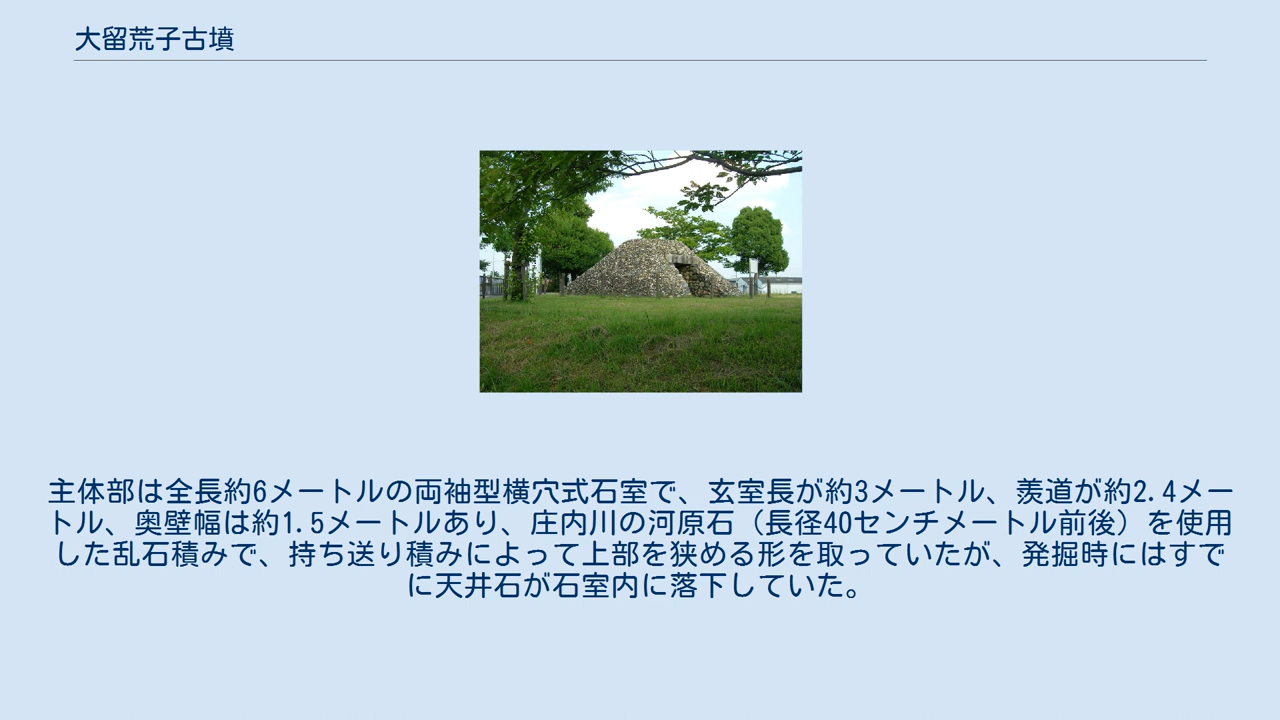 大留荒子古墳
主体部は全長約6メートルの両袖型横穴式石室で、玄室長が約3メートル、羨道が約2.4メー
トル、奥壁幅は約1.5メートルあり、庄内川の河原石（長径40センチメートル前後）を使用
した乱石積みで、持ち送り積みによって上部を狭める形を取っていたが、発掘時にはすで
に天井石が石室内に落下していた。